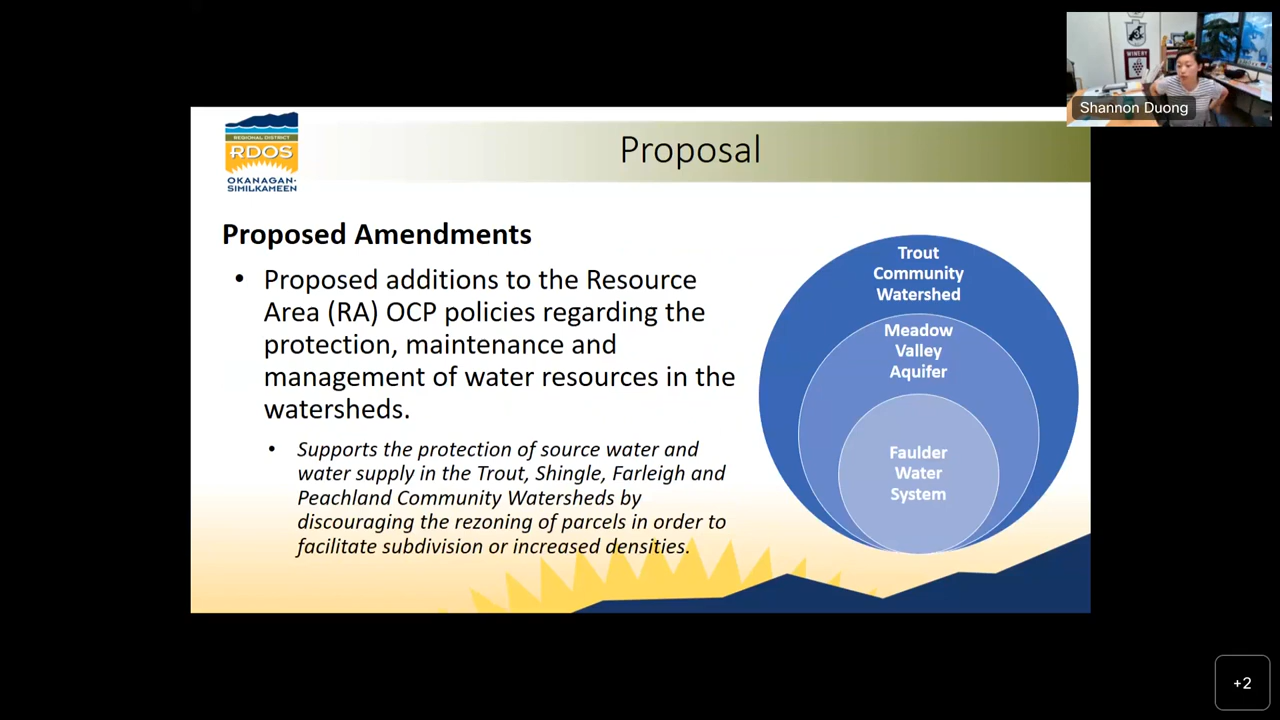 Shannon Duong
REGIONAL DISTRICT
RDOS
OKANAGAN-
SIMILKAMEEN
Proposal
Proposed Amendments
• Proposed additions to the Resource
Area (RA) OCP policies regarding the
protection, maintenance and
management of water resources in the
watersheds.
• Supports the protection of source water and
water supply in the Trout, Shingle, Farleigh and
Peachland Community Watersheds by
discouraging the rezoning of parcels in order to
facilitate subdivision or increased densities.
Trout
Community
Watershed
Meadow
Valley
Aquifer
Faulder
Water
System
WINERY
+2